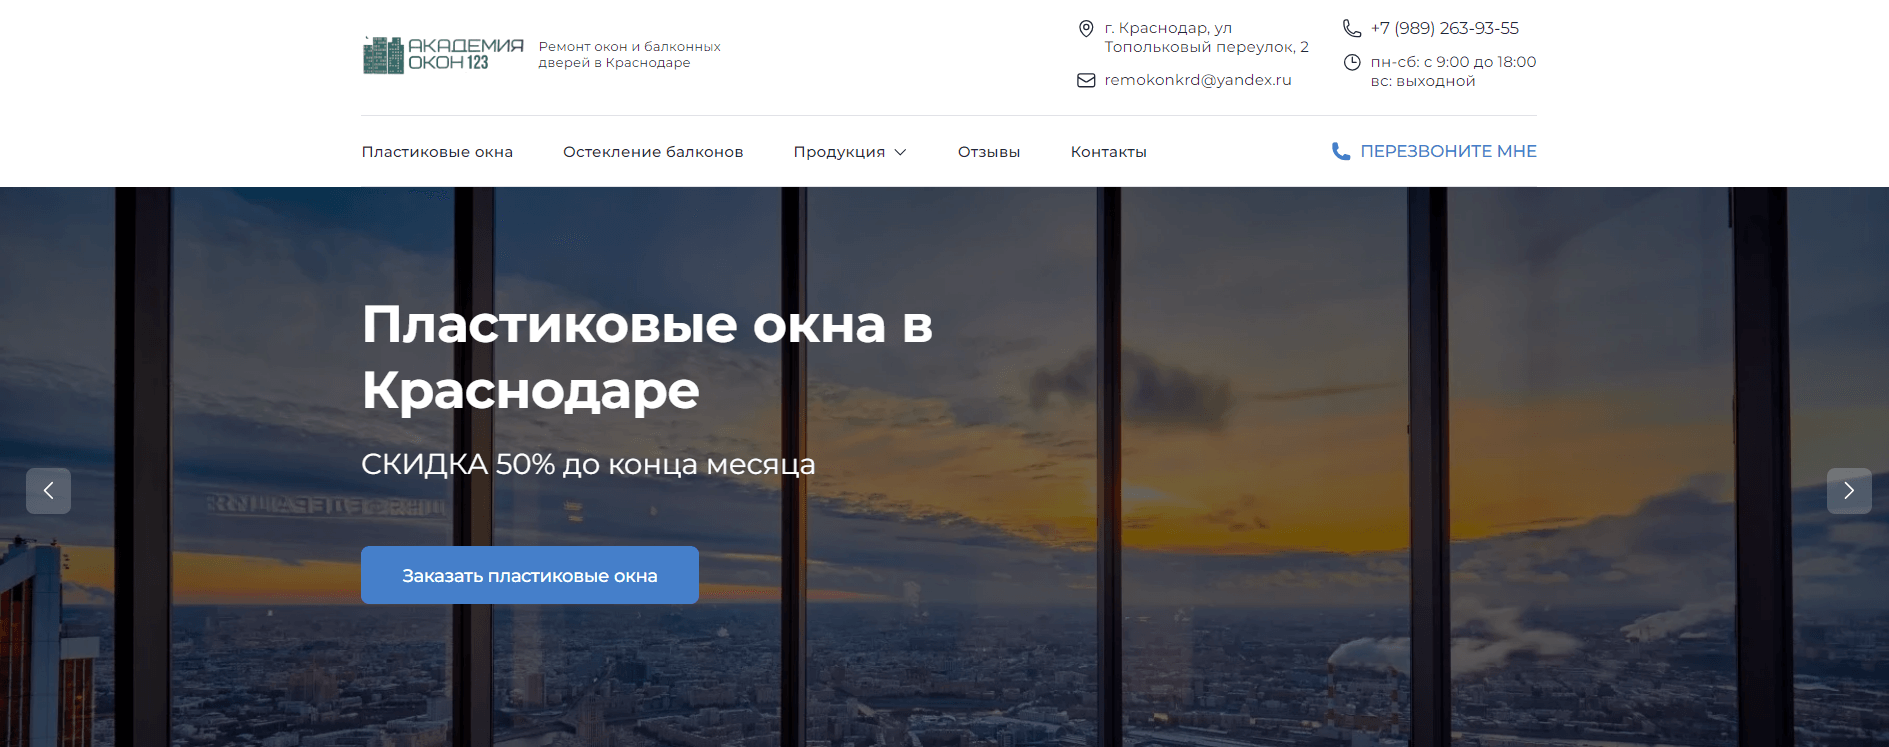 АКАДЕМИЯ
ОКОН 123
Ремонт окон и балконных
дверей в Краснодаре
г. Краснодар, ул
Топольковый переулок, 2
remokonkrd@yandex.ru
+7 (989) 263-93-55
пн-сб: с 9:00 до 18:00
вс: выходной
Пластиковые окна
Остекление балконов
Продукция
Отзывы
Контакты
ПЕРЕЗВОНИТЕ МНЕ
Пластиковые окна в
Краснодаре
СКИДКА 50% до конца месяца
Заказать пластиковые окна